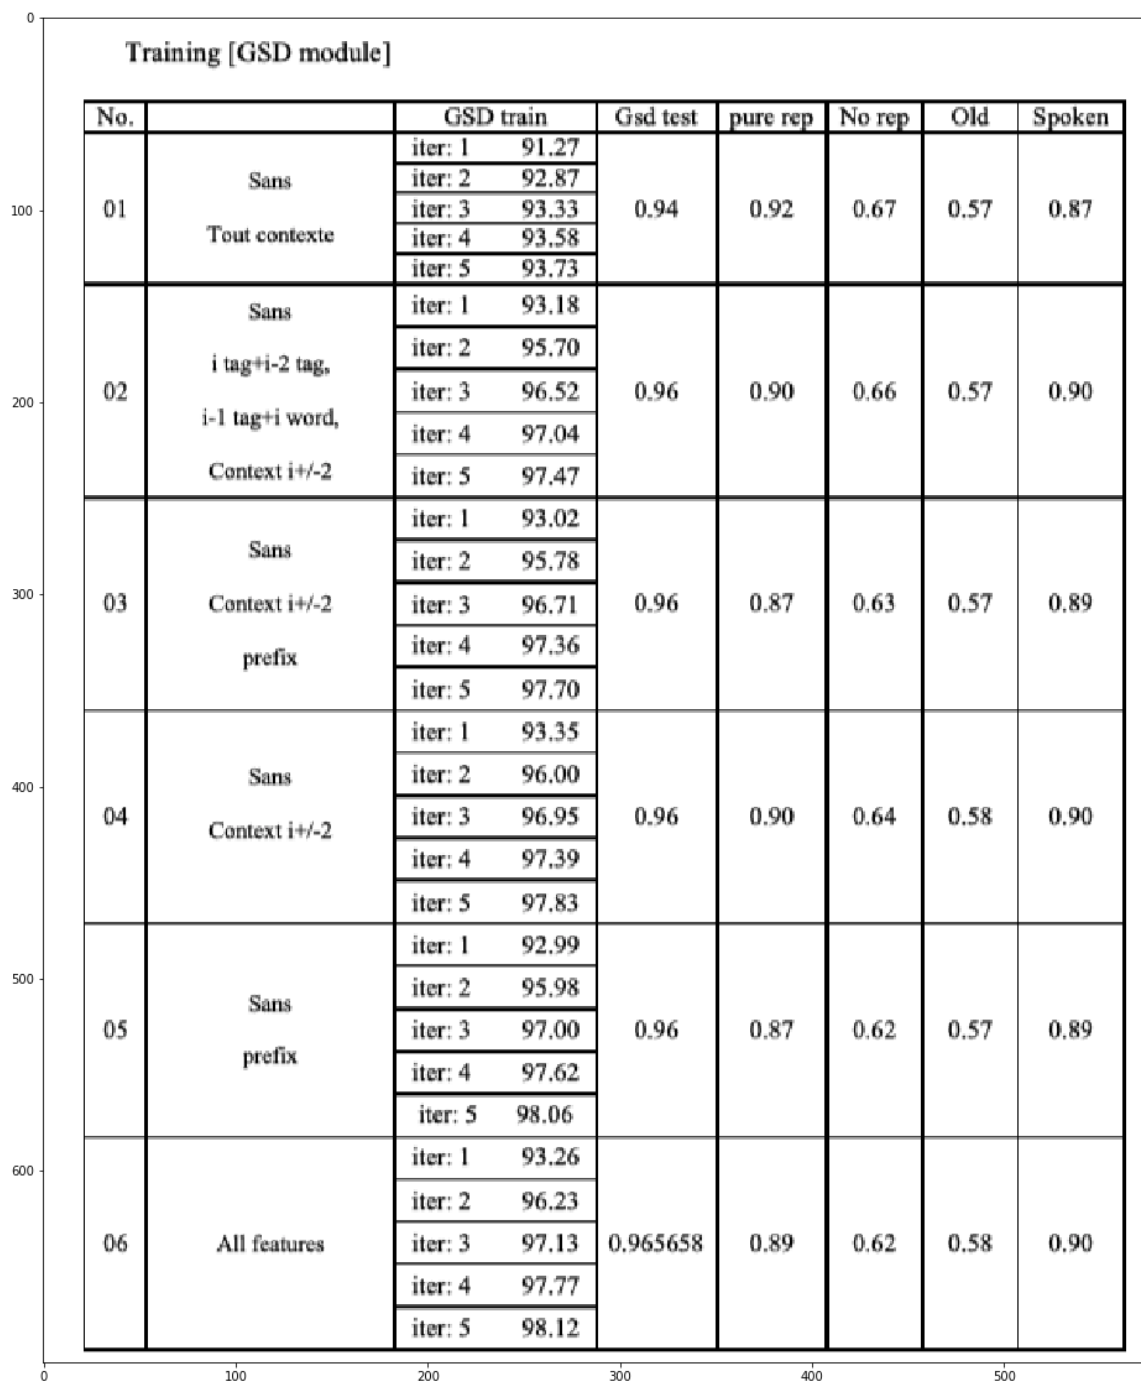 0
Training [GSD module]
No. GSD train Gsd test pure rep No rep Old Spoken
iter: 1 91.27
Sans iter: 2 92.87
100 01 iter: 3 93.33 0.94 0.92 0.67 0.57 0.87
Tout contexte iter: 4 93.58
iter: 5 93.73
Sans iter: 1 93.18
i tag+i-2 tag, iter: 2 95.70
200 02 iter: 3 96.52 0.96 0.90 0.66 0.57 0.90
i-1 tag+i word, iter: 4 97.04
Context i+/-2 iter: 5 97.47
iter: 1 93.02
Sans iter: 2 95.78
300 03 Context i+/-2 iter: 3 96.71 0.96 0.87 0.63 0.57 0.89
prefix iter: 4 97.36
iter: 5 97.70
iter: 1 93.35
Sans iter: 2 96.00
400 04 iter: 3 96.95 0.96 0.90 0.64 0.58 0.90
Context i+/-2 iter: 4 97.39
iter: 5 97.83
iter: 1 92.99
500 Sans iter: 2 95.98
05 iter: 3 97.00 0.96 0.87 0.62 0.57 0.89
prefix iter: 4 97.62
iter: 5 98.06
600 iter: 1 93.26
iter: 2 96.23
06 All features iter: 3 97.13 0.965658 0.89 0.62 0.58 0.90
iter: 4 97.77
iter: 5 98.12
0 100 200 300 400 500